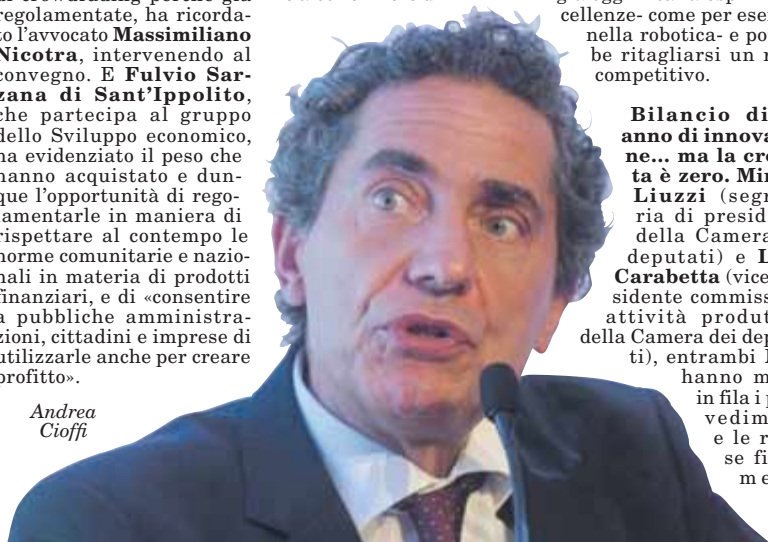 regolamentate, ha ricorda-
to l'avvocato Massimiliano
Nicotra, intervenendo al
convegno. E Fulvio Sar-
zana di Sant'Ippolito,
che partecipa al gruppo
dello Sviluppo economico,
ha evidenziato il peso che
hanno acquistato e dun-
que l'opportunità di rego-
lamentarle in maniera di
rispettare al contempo le
norme comunitarie e nazio-
nali in materia di prodotti
finanziari, e di «consentire
a pubbliche amministra-
zioni, cittadini e imprese di
utilizzarle anche per creare
profitto».
Andrea
Cioffi
cellenze- come per ese
nella robotica- e po
be ritagliarsi un
competitivo.
Bilancio di
anno di innova
ne... ma la cre
ta è zero. Mir
Liuzzi (segr
ria di presid
della Camera
deputati) e L
Carabetta (vice
sidente commiss
attività produt
della Camera dei dep
ti), entrambi
hanno m
in fila i p
vedim
e le r
se fi
me